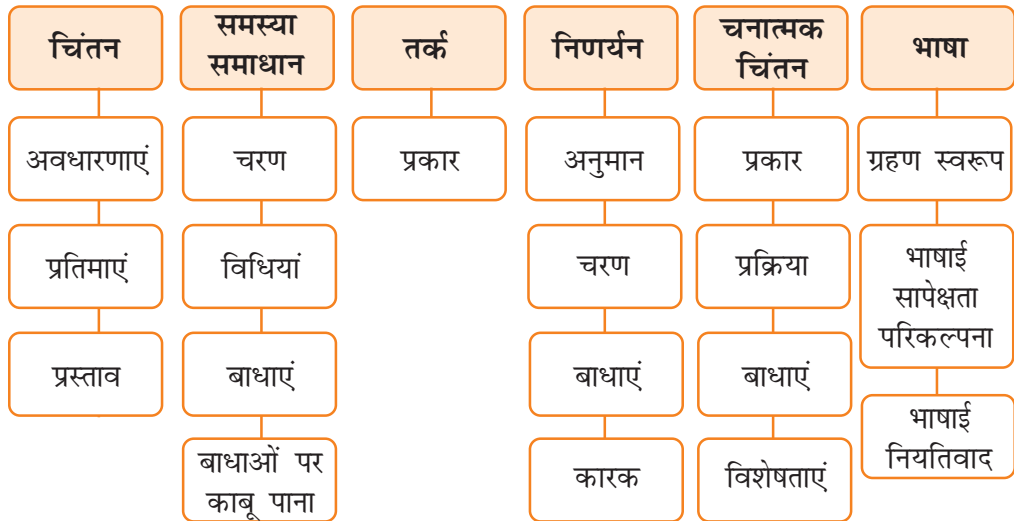 चिंतन
समस्या
समाधान
तर्क
निणर्यन
चनात्मक
चिंतन
भाषा
अवधारणाएं
चरण
प्रकार
अनुमान
प्रकार
ग्रहण स्वरूप
प्रतिमाएं
विधियां
चरण
प्रक्रिया
भाषाई
सापेक्षता
परिकल्पना
प्रस्ताव
बाधाएं
बाधाएं
बाधाएं
भाषाई
नियतिवाद
बाधाओं पर
काबू पाना
कारक
विशेषताएं